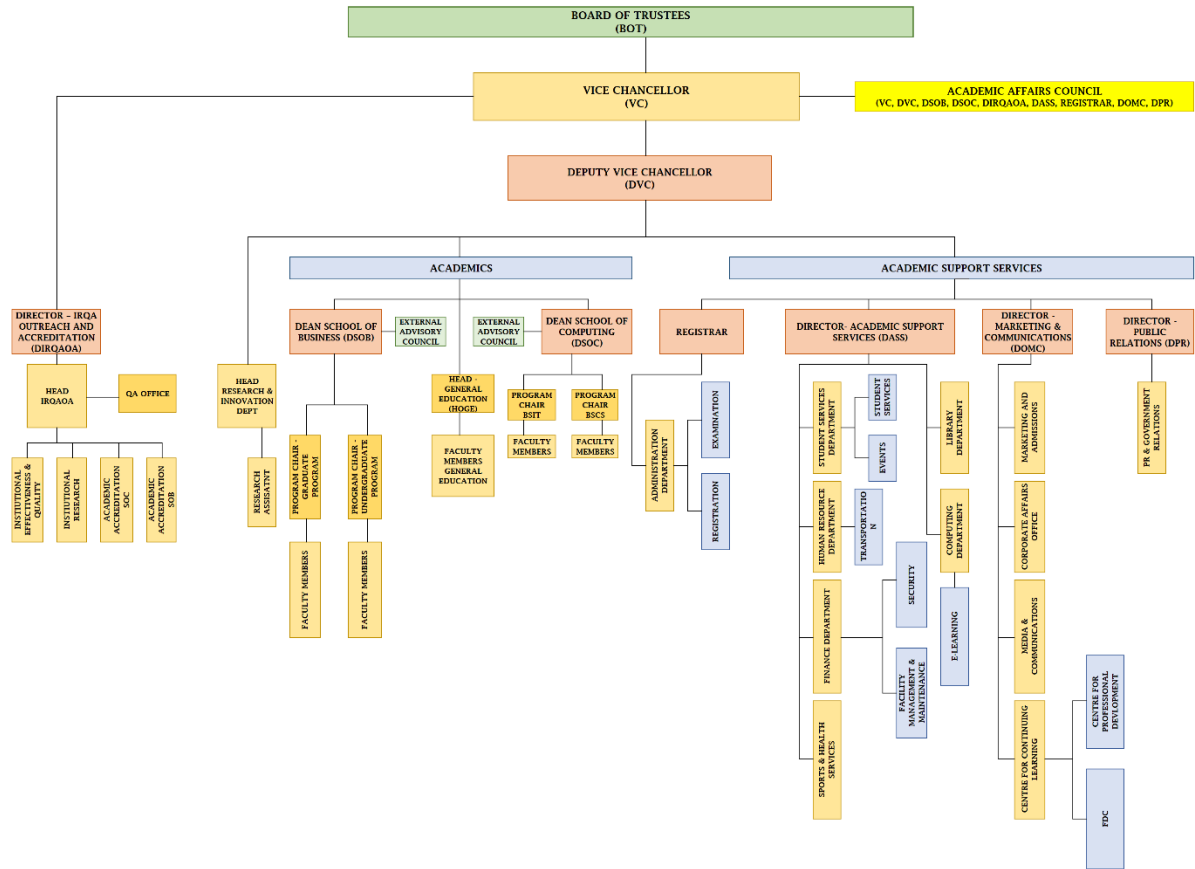 BOARD OF TRUSTEES
(BOT)
VICE CHANCELLOR
(VC)
ACADEMIC AFFAIRS COUNCIL
(VC, DVC, DSOB, DSOC, DIRQAOA, DASS, REGISTRAR, DOMC, DPR)
DEPUTY VICE CHANCELLOR
(DVC)
ACADEMICS
ACADEMIC SUPPORT SERVICES
DIRECTOR – IRQA
OUTREACH AND
ACCREDITATION
(DIRQAOA)
DEAN SCHOOL OF
BUSINESS (DSOB)
EXTERNAL
ADVISORY
COUNCIL
EXTERNAL
ADVISORY
COUNCIL
DEAN SCHOOL OF
COMPUTING
(DSOC)
REGISTRAR
DIRECTOR- ACADEMIC SUPPORT
SERVICES (DASS)
DIRECTOR -
MARKETING &
COMMUNICATIONS
(DOMC)
DIRECTOR -
PUBLIC
RELATIONS (DPR)
HEAD
IRQAOA
QA OFFICE
HEAD
RESEARCH &
INNOVATION
DEPT
HEAD -
GENERAL
EDUCATION
(HOGE)
PROGRAM
CHAIR
BSIT
PROGRAM
CHAIR
BSCS
FACULTY
MEMBERS
FACULTY
MEMBERS
FACULTY
MEMBERS
GENERAL
EDUCATION
INSTITUTIONAL
EFFECTIVENESS &
QUALITY
INSTITUTIONAL
RESEARCH
ACADEMIC
ACCREDITATION
SOC
ACADEMIC
ACCREDITATION
SOB
RESEARCH
ASSISATNT
PROGRAM CHAIR -
GRADUATE
PROGRAM
PROGRAM CHAIR -
UNDERGRADUATE
PROGRAM
FACULTY MEMBERS
FACULTY MEMBERS
ADMINISTRATION
DEPARTMENT
EXAMINATION
REGISTRATION
STUDENT SERVICES
DEPARTMENT
STUDENT
SERVICES
EVENTS
HUMAN RESOURCE
DEPARTMENT
TRANSPORTATIO
N
FINANCE DEPARTMENT
SECURITY
FACILITY
MANAGEMENT &
MAINTENANCE
SPORTS & HEALTH
SERVICES
LIBRARY
DEPARTMENT
COMPUTING
DEPARTMENT
E-LEARNING
MARKETING AND
ADMISSIONS
CORPORATE AFFAIRS
OFFICE
MEDIA &
COMMUNICATIONS
CENTRE FOR CONTINUING
LEARNING
CENTRE FOR
PROFESSIONAL
DEVLOPMENT
FDC
PR & GOVERNMENT
RELATIONS